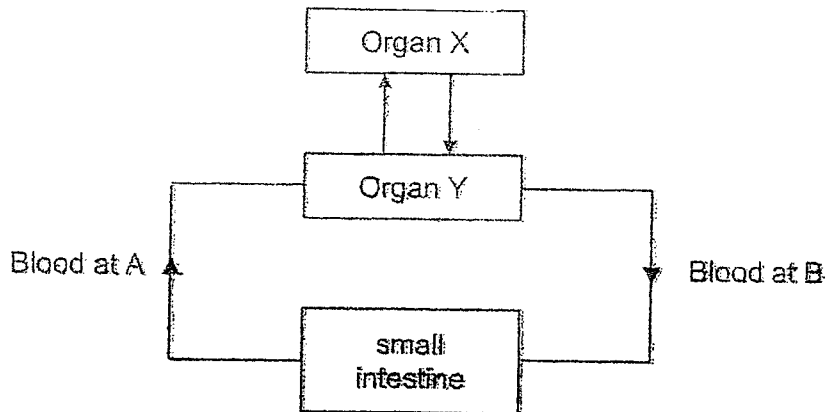 Organ X
Organ Y
Blood at A
Blood at B
small
intestine